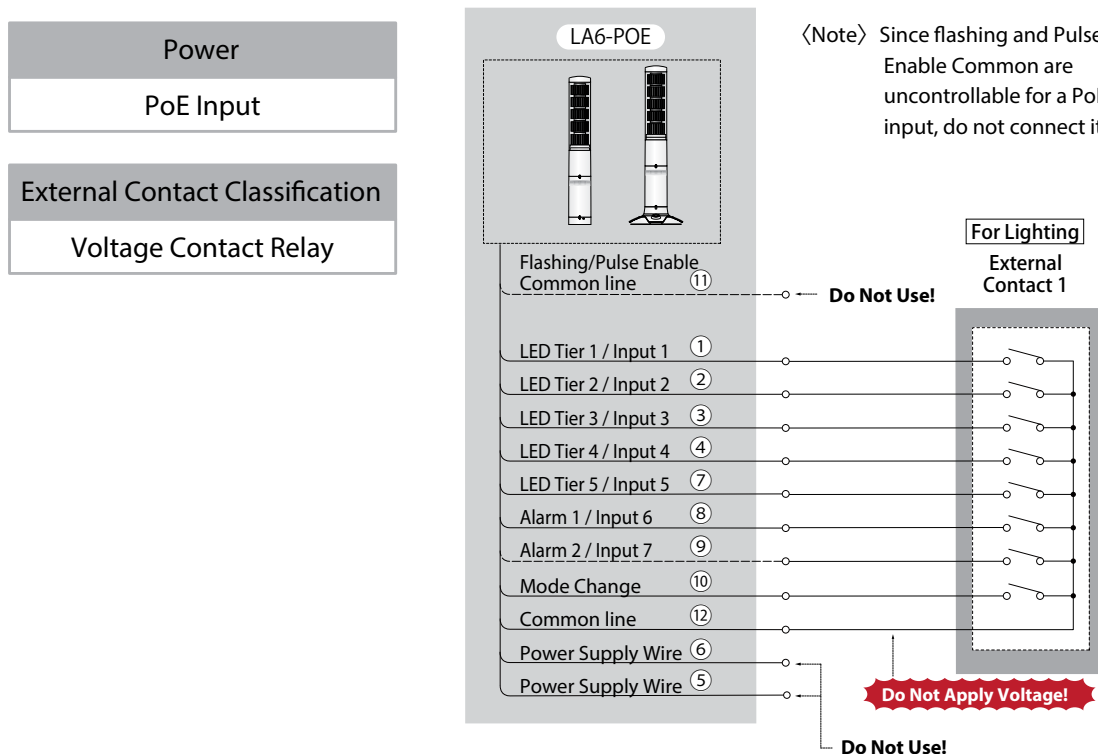 Power
PoE Input
External Contact Classification
Voltage Contact Relay
LA6-POE
〈Note〉 Since flashing and Pulse
Enable Common are
uncontrollable for a Po
input, do not connect it
For Lighting
External
Contact 1
Flashing/Pulse Enable
Common line ⑪
Do Not Use!
LED Tier 1 / Input 1 ①
LED Tier 2 / Input 2 ②
LED Tier 3 / Input 3 ③
LED Tier 4 / Input 4 ④
LED Tier 5 / Input 5 ⑦
Alarm 1 / Input 6 ⑧
Alarm 2 / Input 7 ⑨
Mode Change ⑩
Common line ⑫
Power Supply Wire ⑥
Power Supply Wire ⑤
Do Not Apply Voltage!
Do Not Use!